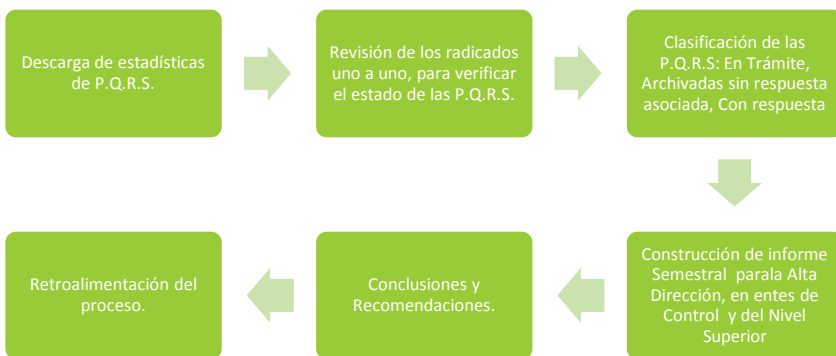 Descarga de estadísticas
de P.Q.R.S.
Revisión de los radicados
uno a uno, para verificar
el estado de las P.Q.R.S.
Clasificación de las
P.Q.R.S: En Trámite,
Archivadas sin respuesta
asociada, Con respuesta
Construcción de informe
Semestral parala Alta
Dirección, en entes de
Control y del Nivel
Superior
Conclusiones y
Recomendaciones.
Retroalimentación del
proceso.